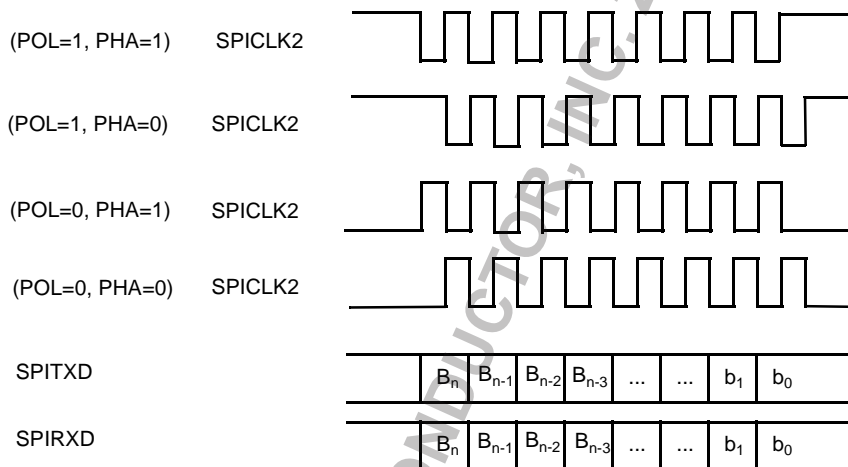 (POL=1, PHA=1) SPICLK2
(POL=1, PHA=0) SPICLK2
(POL=0, PHA=1) SPICLK2
(POL=0, PHA=0) SPICLK2
SPITXD Bn Bn-1 Bn-2 Bn-3 ... ... b1 b0
SPIRXD Bn Bn-1 Bn-2 Bn-3 ... ... b1 b0
ONDUCTOR, INC.